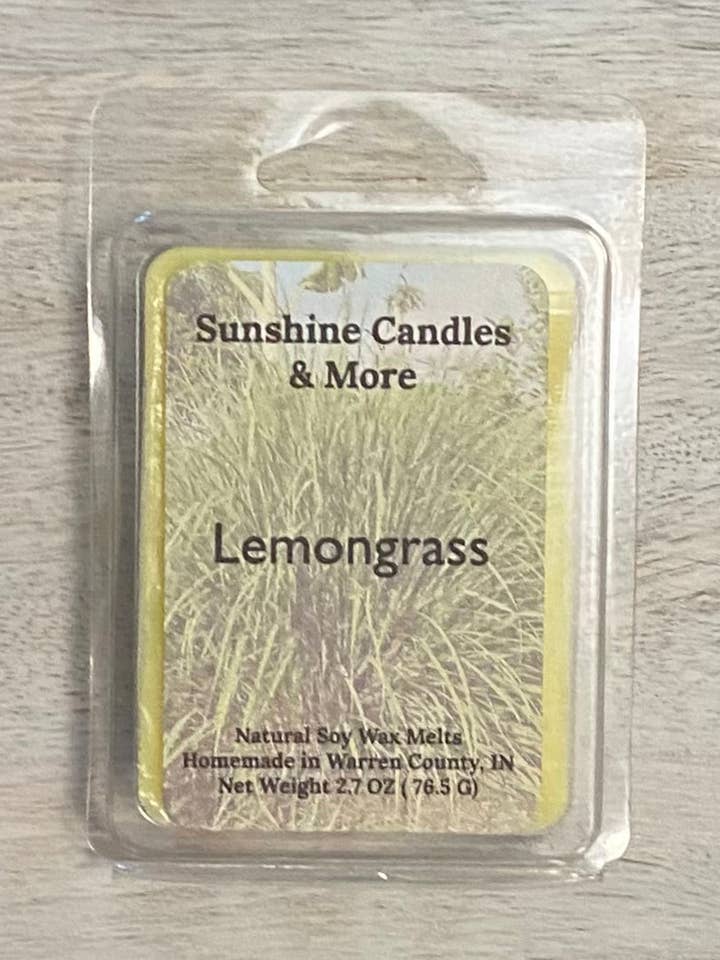 Sunshine Candles
& More
Lemongrass
Natural Soy Wax Melts
Homemade in Warren County, IN
Net Weight 2.7 OZ ( 76.5 G)